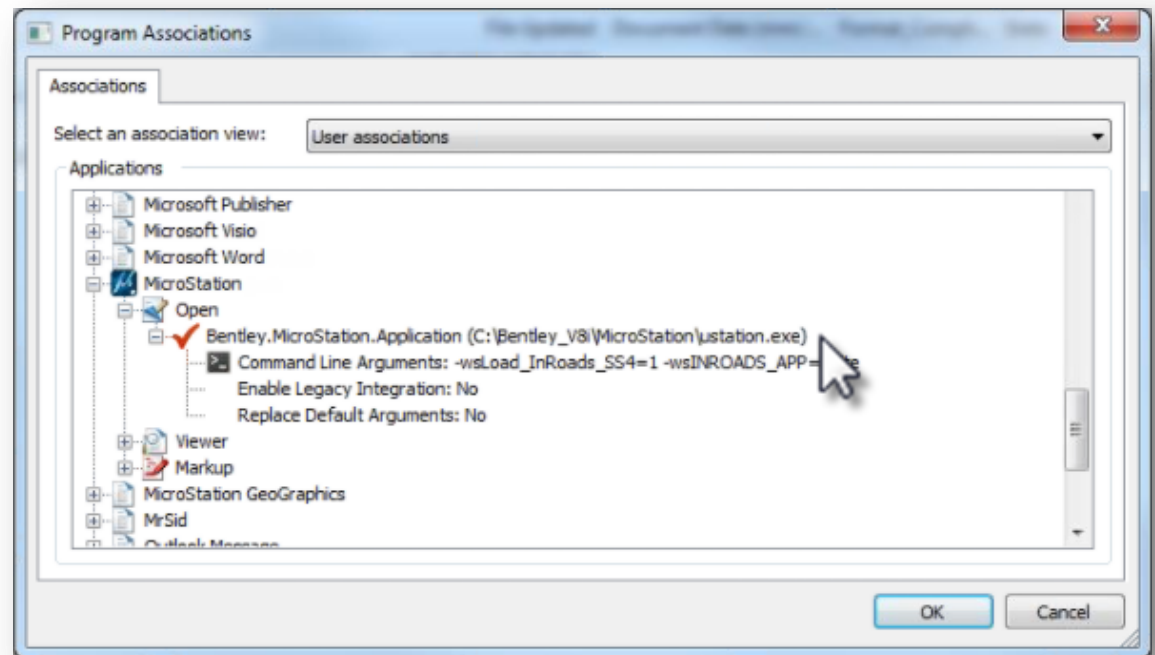 Program Associations
Associations
Select an association view:
User associations
Applications
Microsoft Publisher
Microsoft Visio
Microsoft Word
MicroStation
Open
Bentley.MicroStation.Application (C:\Bentley_V8i\MicroStation\ustation.exe)
Command Line Arguments: -wsLoad_InRoads_SS4=1 -wsINROADS_APP=
Enable Legacy Integration: No
Replace Default Arguments: No
Viewer
Markup
MicroStation GeoGraphics
MrSid
Outlook Message
OK
Cancel